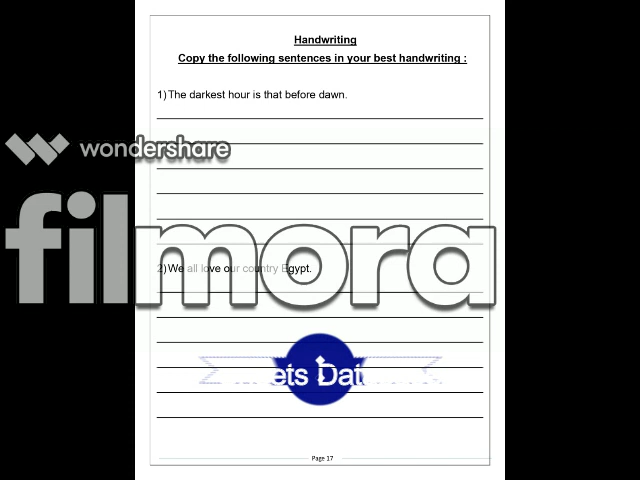 Handwriting
Copy the following sentences in your best handwriting :
1) The darkest hour is that before dawn.
wondershare
filmora
2) We all love our country Egypt.
Page 17